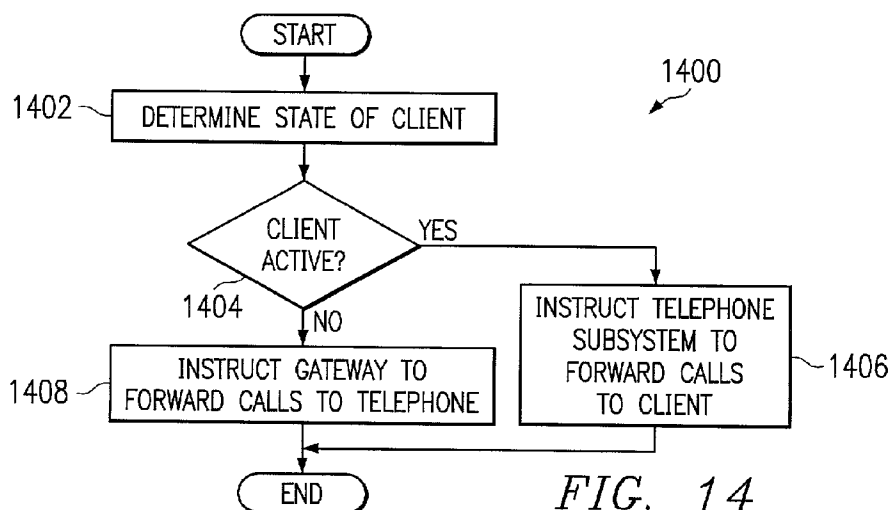 START
1400
1402
DETERMINE STATE OF CLIENT
CLIENT
ACTIVE?
YES
1404
NO
INSTRUCT TELEPHONE
SUBSYSTEM TO
FORWARD CALLS
TO CLIENT
1406
1408
INSTRUCT GATEWAY TO
FORWARD CALLS TO TELEPHONE
END
FIG. 14